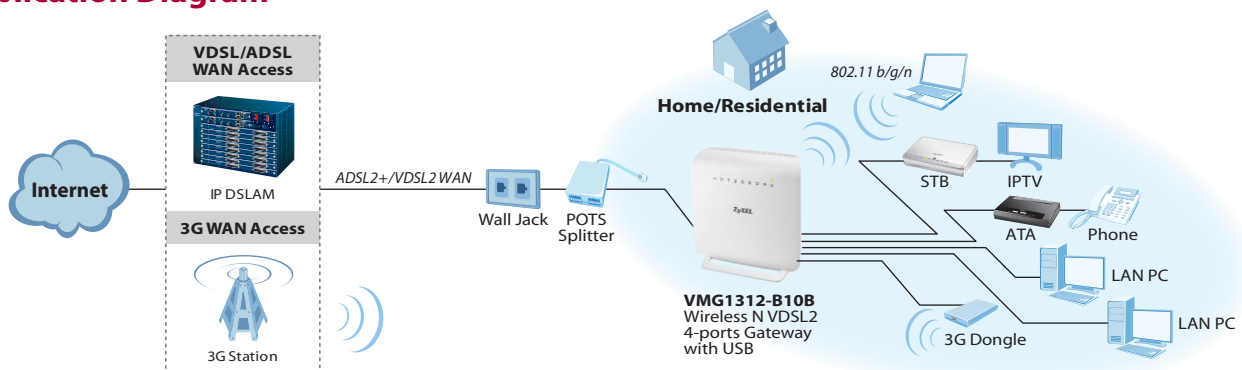 plication Diagram
VDSL/ADSL
WAN Access
IP DSLAM
3G WAN Access
3G Station
Internet
ADSL2+/VDSL2 WAN
Wall Jack
POTS
Splitter
Home/Residential
802.11 b/g/n
ZyXEL
VMG1312-B10B
Wireless N VDSL2
4-ports Gateway
with USB
STB
IPTV
ATA
Phone
LAN PC
LAN PC
3G Dongle